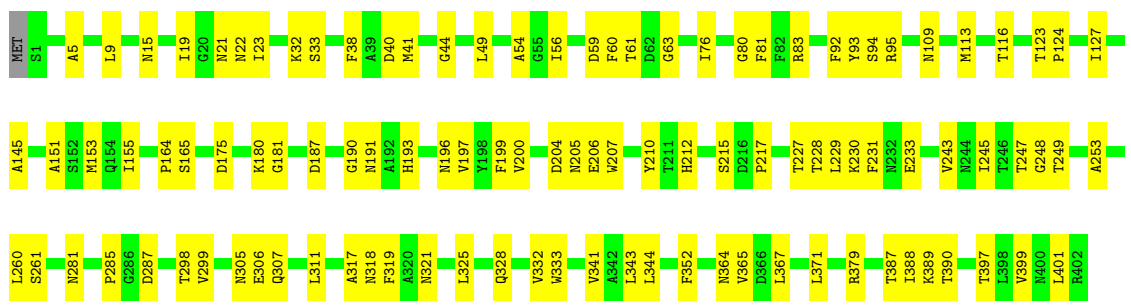 MET S1 A5 L9 N15 I19 G20 N21 N22 I23 K32 S33 F38 A39 D40 M41 G44 L49 A54 G55 I56 D59 F60 T61 D62 G63 I76 G80 F81 F82 R83 F92 Y93 S94 R95 N109 M113 T116 T123 P124 I127
A145 A151 S152 M153 Q154 I155 P164 S165 D175 K180 G181 D187 G190 N191 A192 H193 N196 V197 Y198 F199 V200 D204 N205 E206 W207 Y210 T211 H212 S215 D216 P217 T227 T228 L229 K230 F231 N232 E233 V243 N244 I245 T246 T247 G248 T249 A253
L260 S261 N281 P285 G286 D287 T298 V299 N305 E306 Q307 L311 A317 N318 F319 A320 N321 L325 Q328 V332 W333 V341 A342 L343 L344 F352 N364 V365 D366 L367 L371 R379 T387 I388 K389 T390 T397 L398 V399 N400 L401 R402